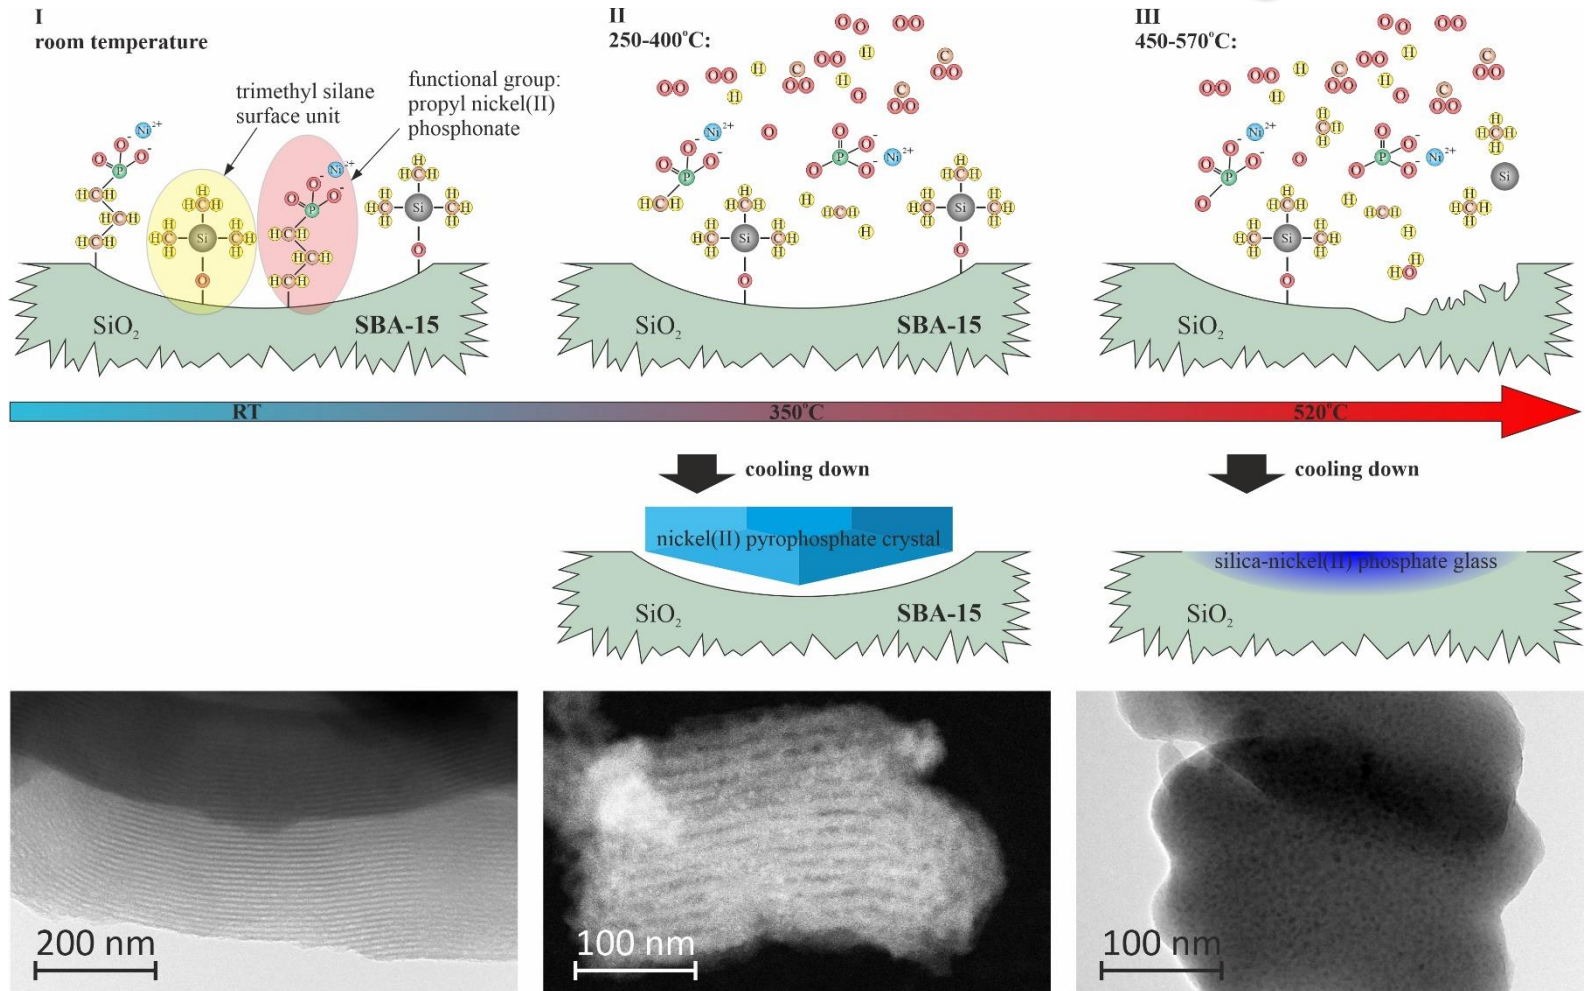 I
room temperature
trimethyl silane
surface unit
functional group:
propyl nickel(II)
phosphonate
SiO₂
SBA-15
II
250-400°C:
SiO₂
SBA-15
III
450-570°C:
SiO₂
RT
350°C
520°C
cooling down
cooling down
nickel(II) pyrophosphate crystal
SiO₂
SBA-15
silica-nickel(II) phosphate glass
SiO₂
200 nm
100 nm
100 nm